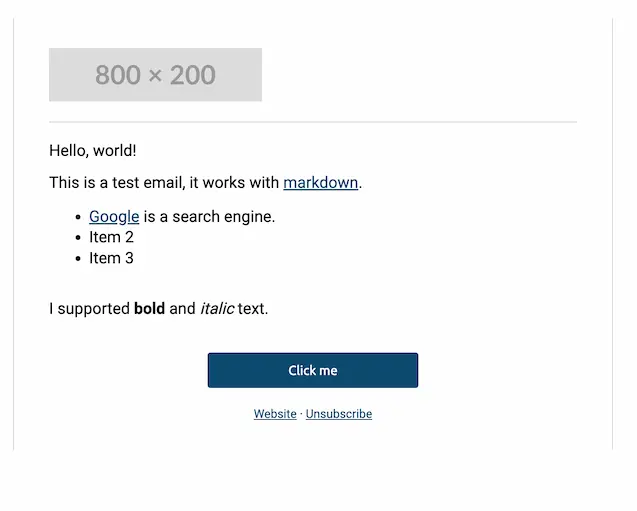 800 × 200
Hello, world!
This is a test email, it works with markdown.
• Google is a search engine.
• Item 2
• Item 3
I supported bold and italic text.
Click me
Website · Unsubscribe